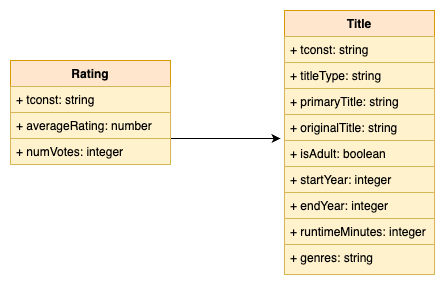 Rating
+ tconst: string
+ averageRating: number
+ numVotes: integer
Title
+ tconst: string
+ titleType: string
+ primaryTitle: string
+ originalTitle: string
+ isAdult: boolean
+ startYear: integer
+ endYear: integer
+ runtimeMinutes: integer
+ genres: string